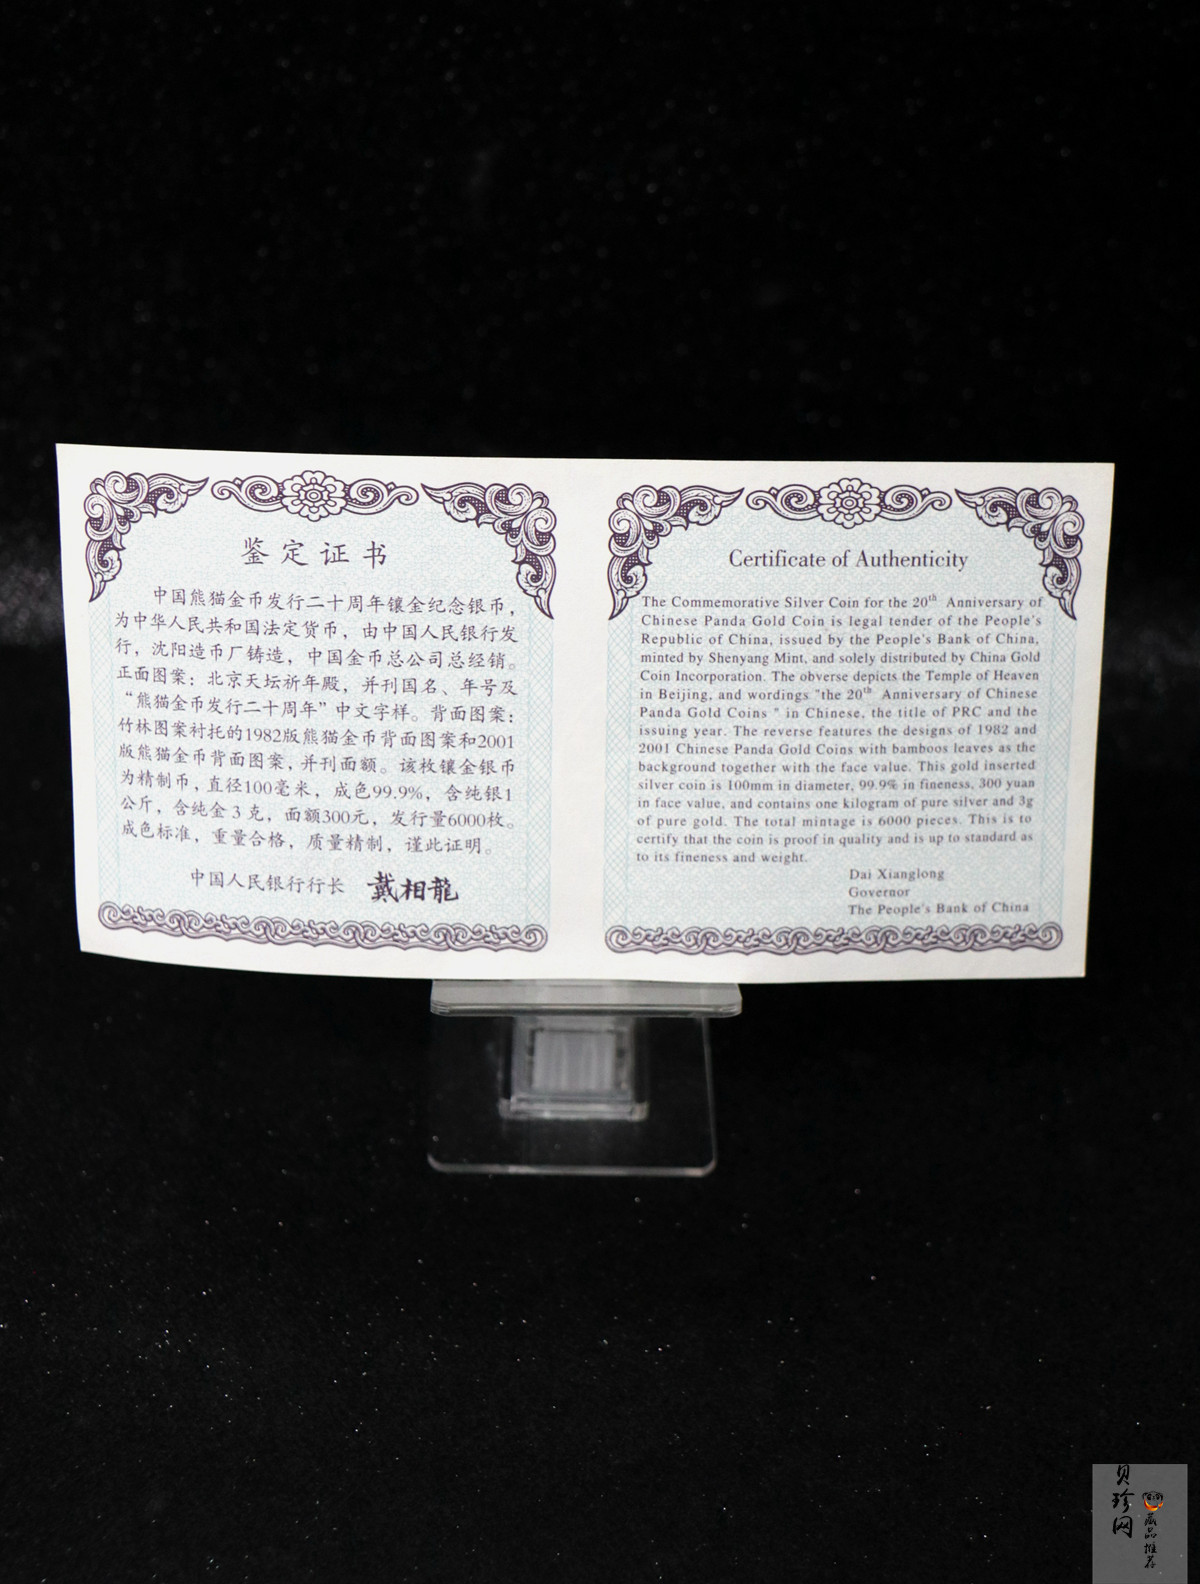 鉴定证书
中国熊猫金币发行二十周年镶金纪念银币，
为中华人民共和国法定货币，由中国人民银行发
行，沈阳造币厂铸造，中国金币总公司总经销。
正面图案：北京天坛祈年殿，并刊国名、年号及
“熊猫金币发行二十周年”中文字样。背面图案：
竹林图案衬托的1982版熊猫金币背面图案和2001
版熊猫金币背面图案，并刊面额。该枚镶金银币
为精制币，直径100毫米，成色99.9%，含纯银1
公斤，含纯金3克，面额300元，发行量6000枚。
成色标准，重量合格，质量精制，谨此证明。
中国人民银行行长 戴相龍
Certificate of Authenticity
The Commemorative Silver Coin for the 20th Anniversary of
Chinese Panda Gold Coin is legal tender of the People's
Republic of China, issued by the People's Bank of China,
minted by Shenyang Mint, and solely distributed by China Gold
Coin Incorporation. The obverse depicts the Temple of Heaven
in Beijing, and wordings "the 20th Anniversary of Chinese
Panda Gold Coins " in Chinese, the title of PRC and the
issuing year. The reverse features the designs of 1982 and
2001 Chinese Panda Gold Coins with bamboos leaves as the
background together with the face value. This gold inserted
silver coin is 100mm in diameter, 99.9% in fineness, 300 yuan
in face value, and contains one kilogram of pure silver and 3g
of pure gold. The total mintage is 6000 pieces. This is to
certify that the coin is proof in quality and is up to standard as
to its fineness and weight.
Dai Xianglong
Governor
The People's Bank of China
贝珍网
藏品推荐